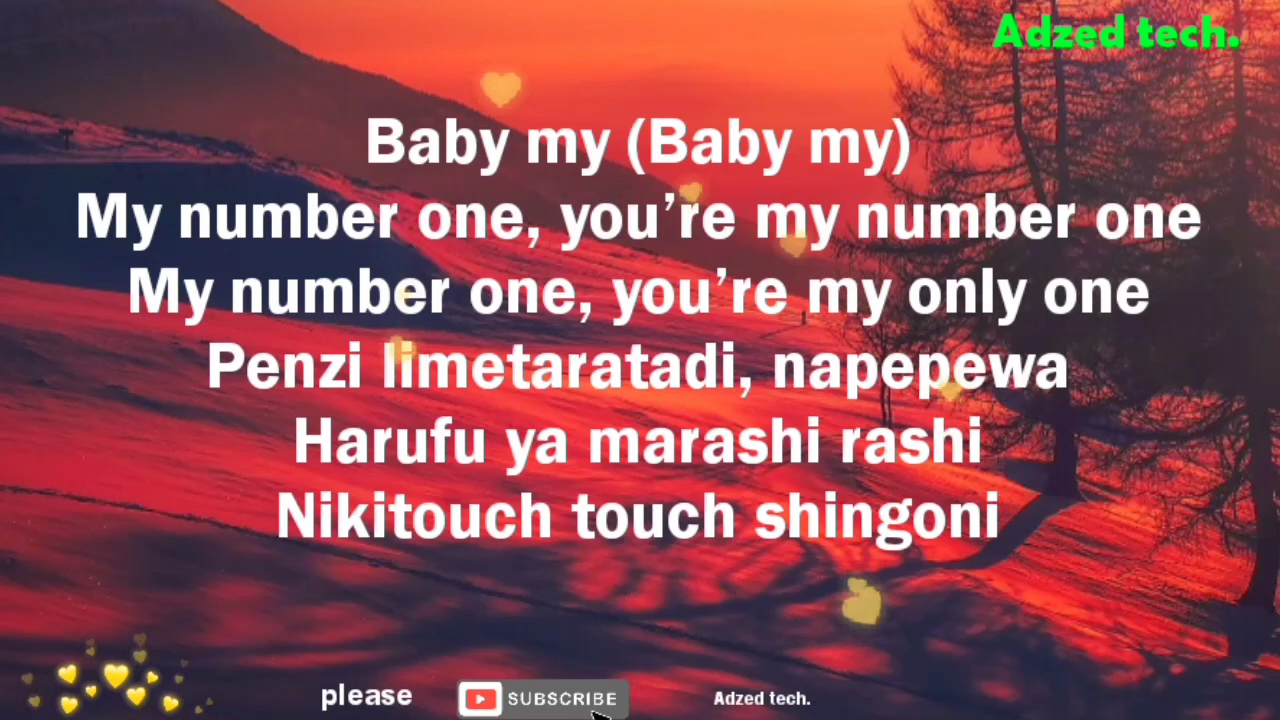 Adzed tech.
Baby my (Baby my)
My number one, you’re my number one
My number one, you’re my only one
Penzi limetaratadi, napepewa
Harufu ya marashi rashi
Nikitouch touch shingoni
please SUBSCRIBE Adzed tech.